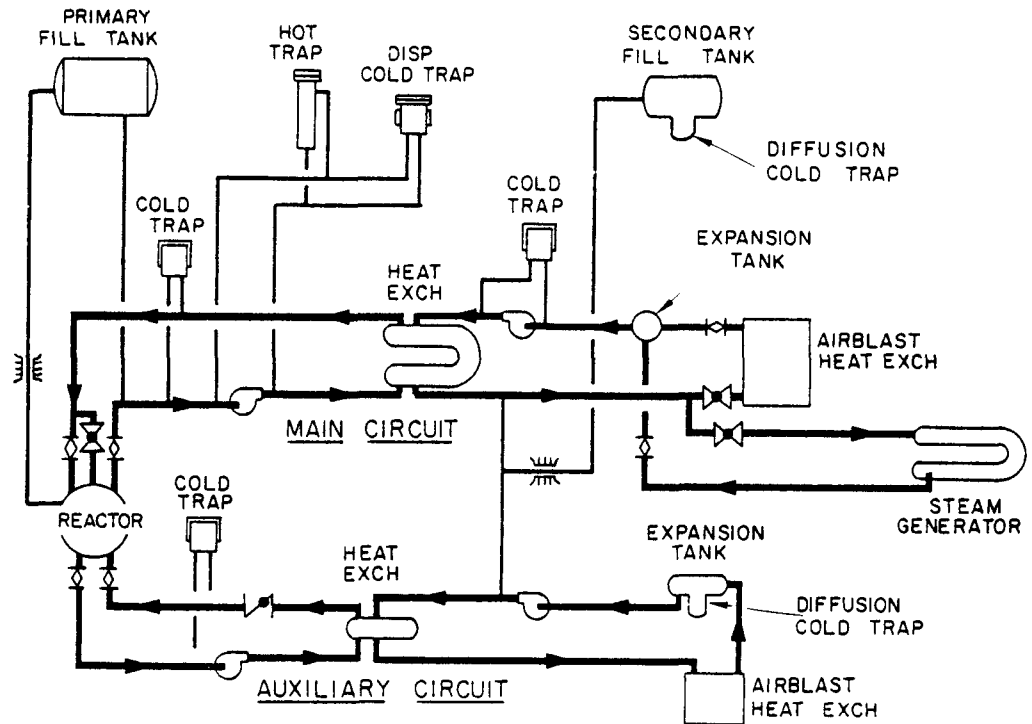 PRIMARY
FILL TANK
HOT
TRAP
DISP
COLD TRAP
SECONDARY
FILL TANK
DIFFUSION
COLD TRAP
COLD
TRAP
COLD
TRAP
EXPANSION
TANK
HEAT
EXCH
AIRBLAST
HEAT EXCH
MAIN CIRCUIT
COLD
TRAP
REACTOR
STEAM
GENERATOR
HEAT
EXCH
EXPANSION
TANK
DIFFUSION
COLD TRAP
AUXILIARY CIRCUIT
AIRBLAST
HEAT EXCH